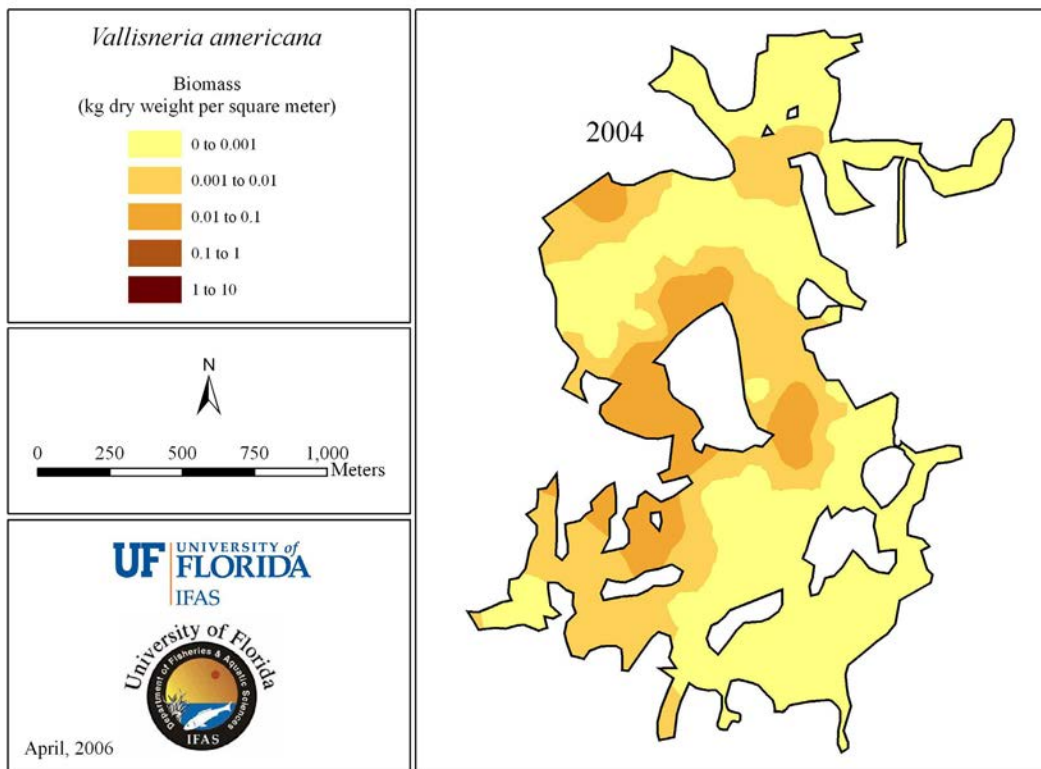 Vallisneria americana
Biomass
(kg dry weight per square meter)
0 to 0.001
0.001 to 0.01
0.01 to 0.1
0.1 to 1
1 to 10
N
0 250 500 750 1,000
Meters
UF UNIVERSITY of
FLORIDA
IFAS
University of Florida
Department of Fisheries & Aquatic Sciences
IFAS
April, 2006
2004